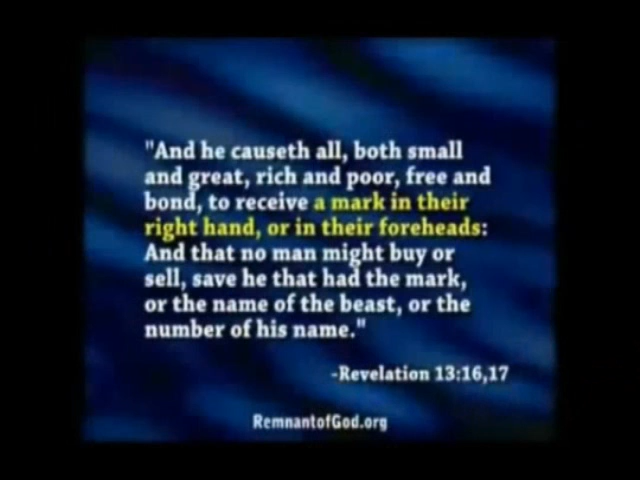 "And he causeth all, both small
and great, rich and poor, free and
bond, to receive a mark in their
right hand, or in their foreheads:
And that no man might buy or
sell, save he that had the mark,
or the name of the beast, or the
number of his name."
-Revelation 13:16,17
RemnantofGod.org